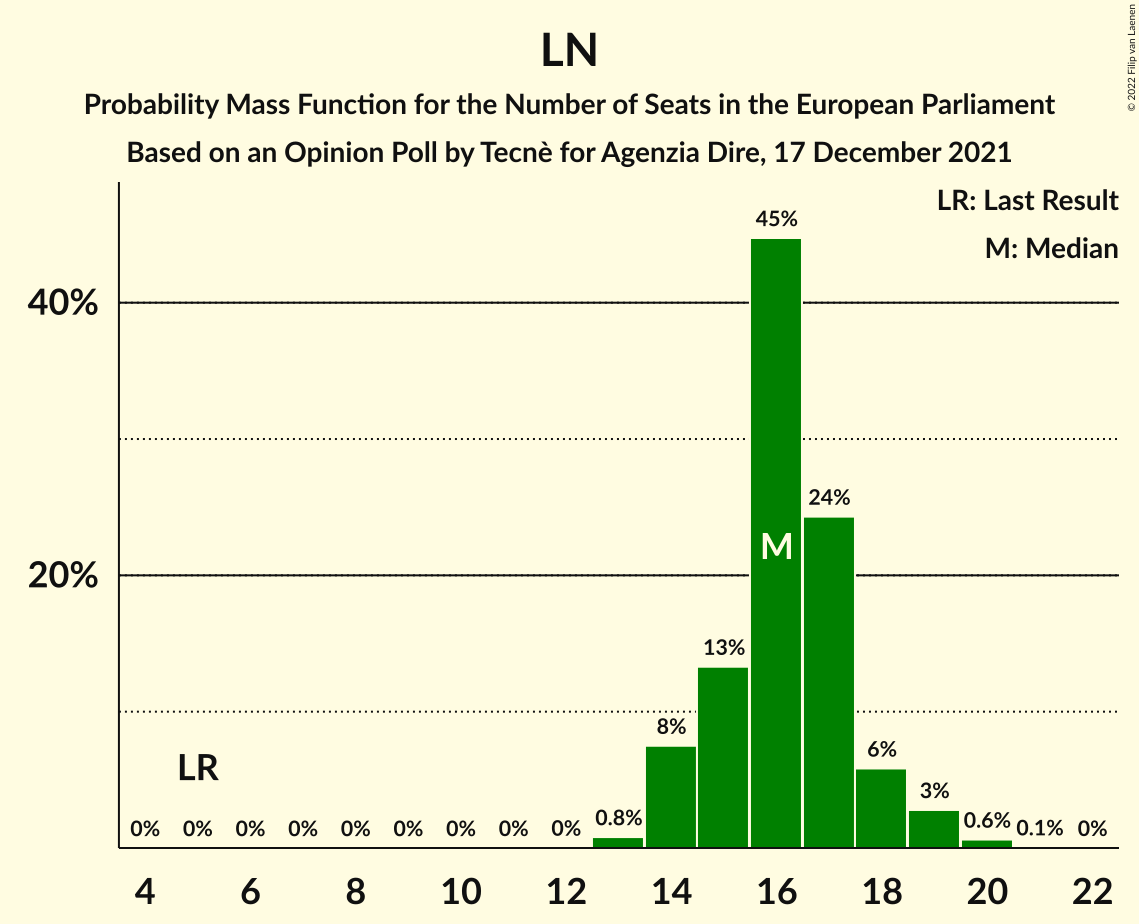 LN
Probability Mass Function for the Number of Seats in the European Parliament
Based on an Opinion Poll by Tecnè for Agenzia Dire, 17 December 2021
© 2022 Filip van Laenen
LR: Last Result
M: Median
45%
40%
24%
M
20%
13%
8%
LR
6%
3%
0% 0% 0% 0% 0% 0% 0% 0% 0% 0.8% 0.6% 0.1% 0%
4 6 8 10 12 14 16 18 20 22